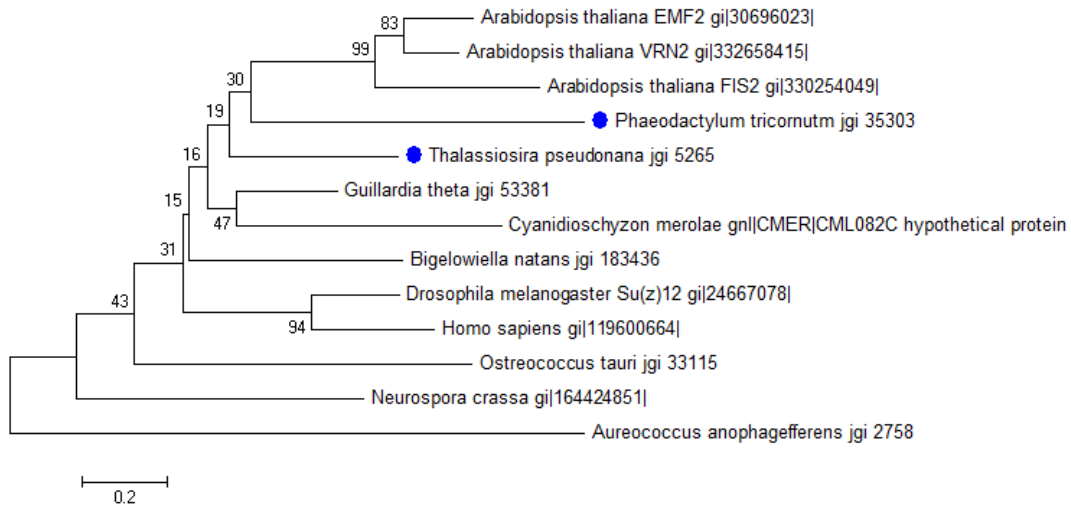 83
Arabidopsis thaliana EMF2 gi|30696023|
99
Arabidopsis thaliana VRN2 gi|332658415|
30
Arabidopsis thaliana FIS2 gi|330254049|
19
Phaeodactylum tricornutm jgi 35303
16
Thalassiosira pseudonana jgi 5265
15
Guillardia theta jgi 53381
47
Cyanidioschyzon merolae gnl|CMER|CML082C hypothetical protein
31
Bigelowiella natans jgi 183436
43
Drosophila melanogaster Su(z)12 gi|24667078|
94
Homo sapiens gi|119600664|
Ostreococcus tauri jgi 33115
Neurospora crassa gi|164424851|
Aureococcus anophagefferens jgi 2758
0.2